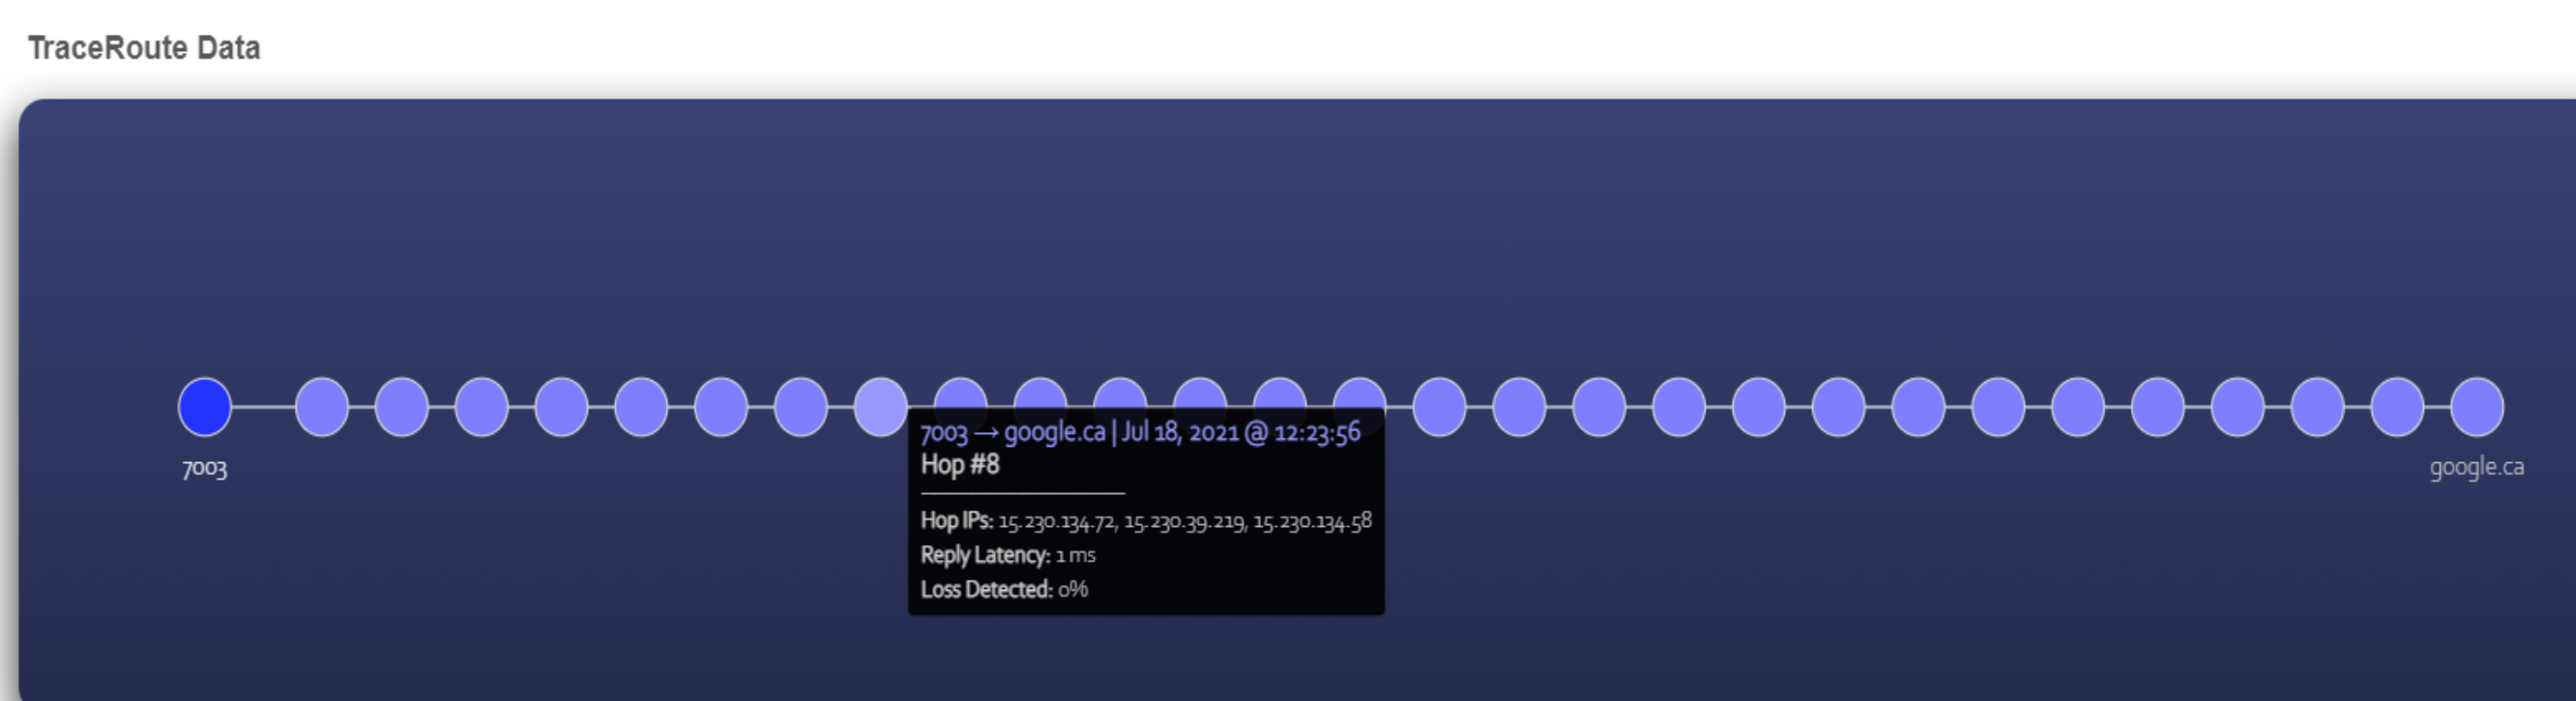 TraceRoute Data
7003 → google.ca | Jul 18, 2021 @ 12:23:56
Hop #8
Hop IPs: 15.230.134.72, 15.230.39.219, 15.230.134.58
Reply Latency: 1 ms
Loss Detected: 0%
7003
google.ca